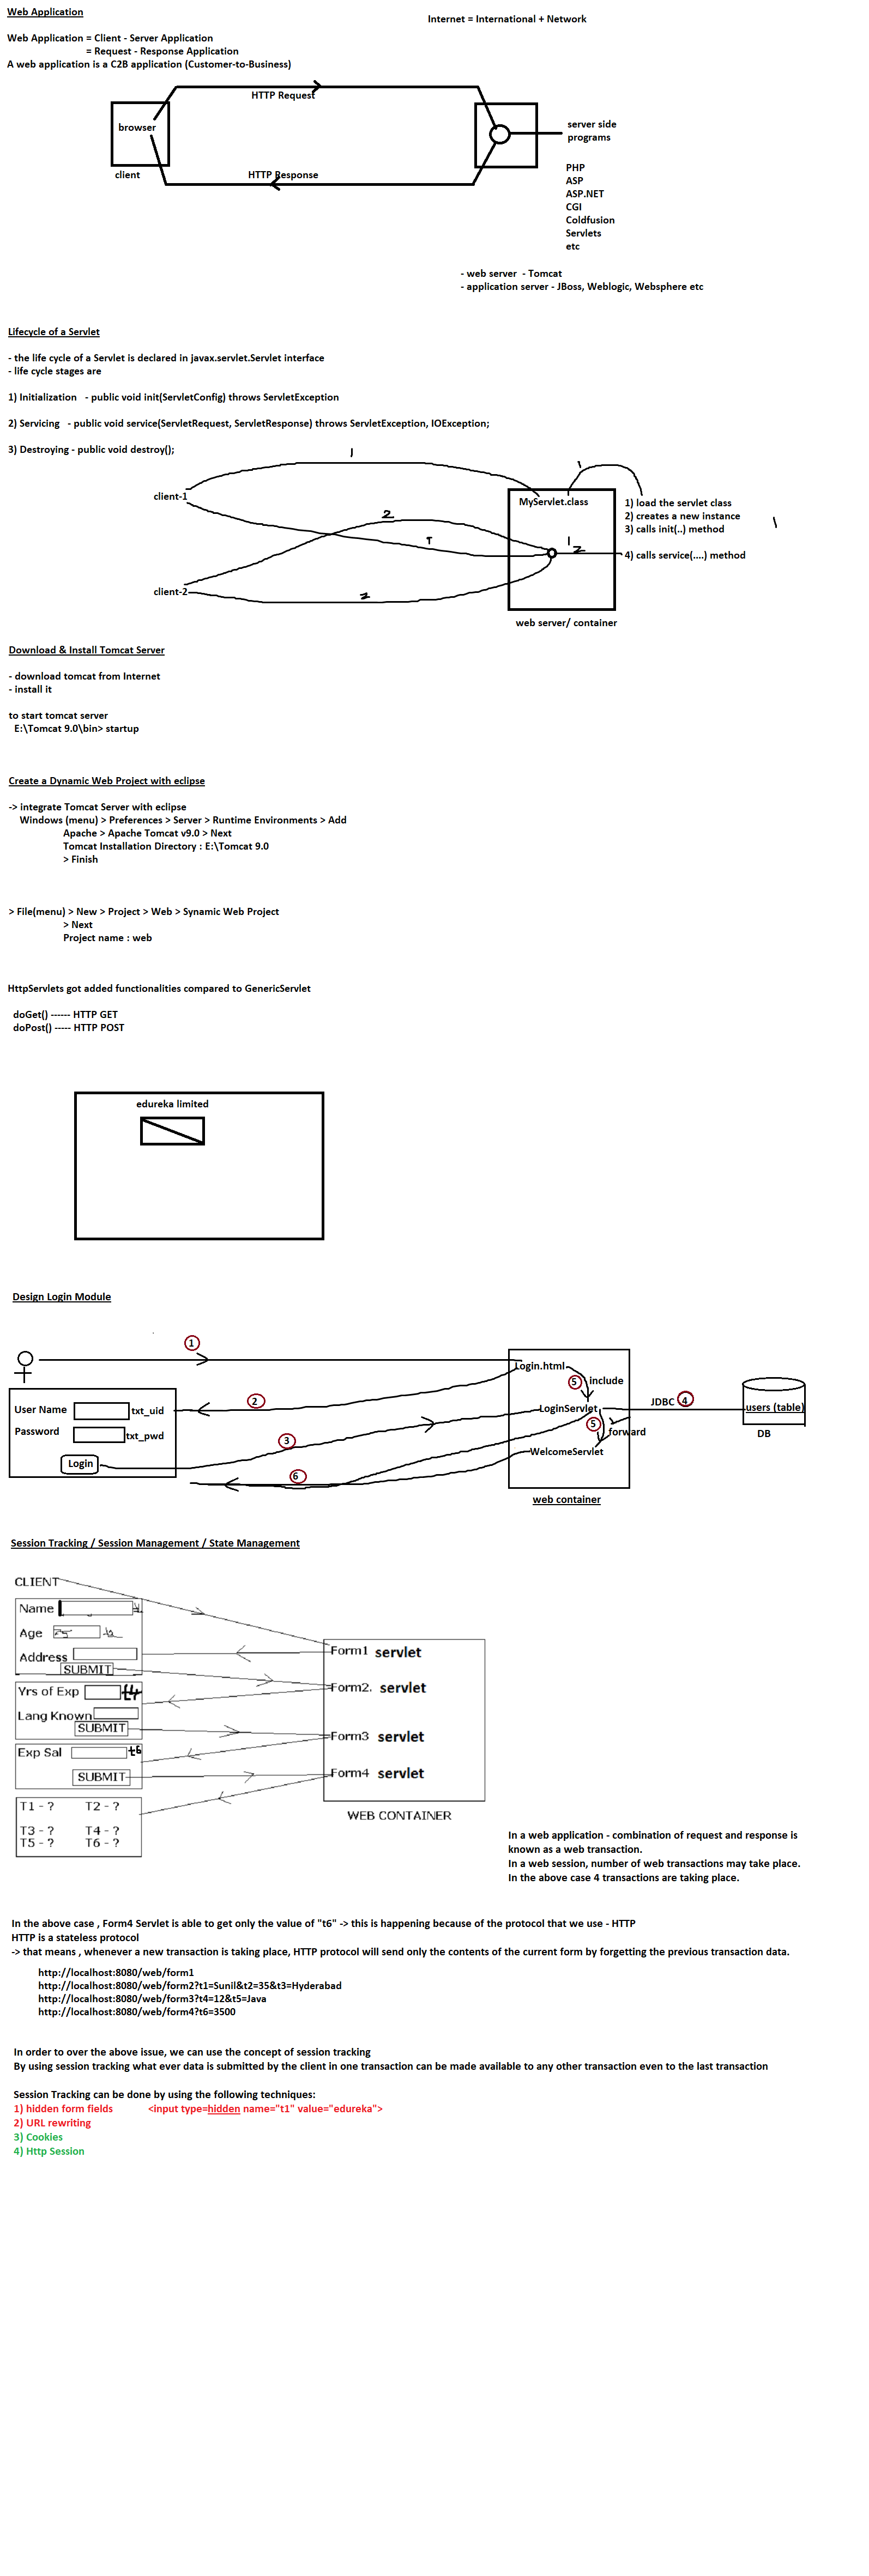 Web Application
Internet = International + Network
Web Application = Client - Server Application
= Request - Response Application
A web application is a C2B application (Customer-to-Business)
HTTP Request
browser
server side
programs
client
HTTP Response
PHP
ASP
ASP.NET
CGI
Coldfusion
Servlets
etc
- web server - Tomcat
- application server - JBoss, Weblogic, Websphere etc
Lifecycle of a Servlet
- the life cycle of a Servlet is declared in javax.servlet.Servlet interface
- life cycle stages are
1) Initialization - public void init(ServletConfig) throws ServletException
2) Servicing - public void service(ServletRequest, ServletResponse) throws ServletException, IOException;
3) Destroying - public void destroy();
1
1
client-1
MyServlet.class
1) load the servlet class
2) creates a new instance
3) calls init(..) method
2
1
1
2
4) calls service(....) method
client-2
2
web server/ container
Download & Install Tomcat Server
- download tomcat from Internet
- install it
to start tomcat server
E:\Tomcat 9.0\bin> startup
Create a Dynamic Web Project with eclipse
-> integrate Tomcat Server with eclipse
Windows (menu) > Preferences > Server > Runtime Environments > Add
Apache > Apache Tomcat v9.0 > Next
Tomcat Installation Directory : E:\Tomcat 9.0
> Finish
> File(menu) > New > Project > Web > Synamic Web Project
> Next
Project name : web
HttpServlets got added functionalities compared to GenericServlet
doGet() ------ HTTP GET
doPost() ----- HTTP POST
edureka limited
Design Login Module
1
Login.html
5 include
2
User Name txt_uid
LoginServlet
JDBC 4
users (table)
5
forward
Password txt_pwd
3
DB
Login
WelcomeServlet
6
web container
Session Tracking / Session Management / State Management
CLIENT
Name
Age
Address
SUBMIT
Form1 servlet
Yrs of Exp t4
Form2. servlet
Lang Known
SUBMIT
Form3 servlet
Exp Sal t6
SUBMIT
Form4 servlet
T1 - ? T2 - ?
T3 - ? T4 - ?
T5 - ? T6 - ?
WEB CONTAINER
In a web application - combination of request and response is
known as a web transaction.
In a web session, number of web transactions may take place.
In the above case 4 transactions are taking place.
In the above case , Form4 Servlet is able to get only the value of "t6" -> this is happening because of the protocol that we use - HTTP
HTTP is a stateless protocol
-> that means , whenever a new transaction is taking place, HTTP protocol will send only the contents of the current form by forgetting the previous transaction data.
http://localhost:8080/web/form1
http://localhost:8080/web/form2?t1=Sunil&t2=35&t3=Hyderabad
http://localhost:8080/web/form3?t4=12&t5=Java
http://localhost:8080/web/form4?t6=3500
In order to over the above issue, we can use the concept of session tracking
By using session tracking what ever data is submitted by the client in one transaction can be made available to any other transaction even to the last transaction
Session Tracking can be done by using the following techniques:
1) hidden form fields <input type=hidden name="t1" value="edureka">
2) URL rewriting
3) Cookies
4) Http Session